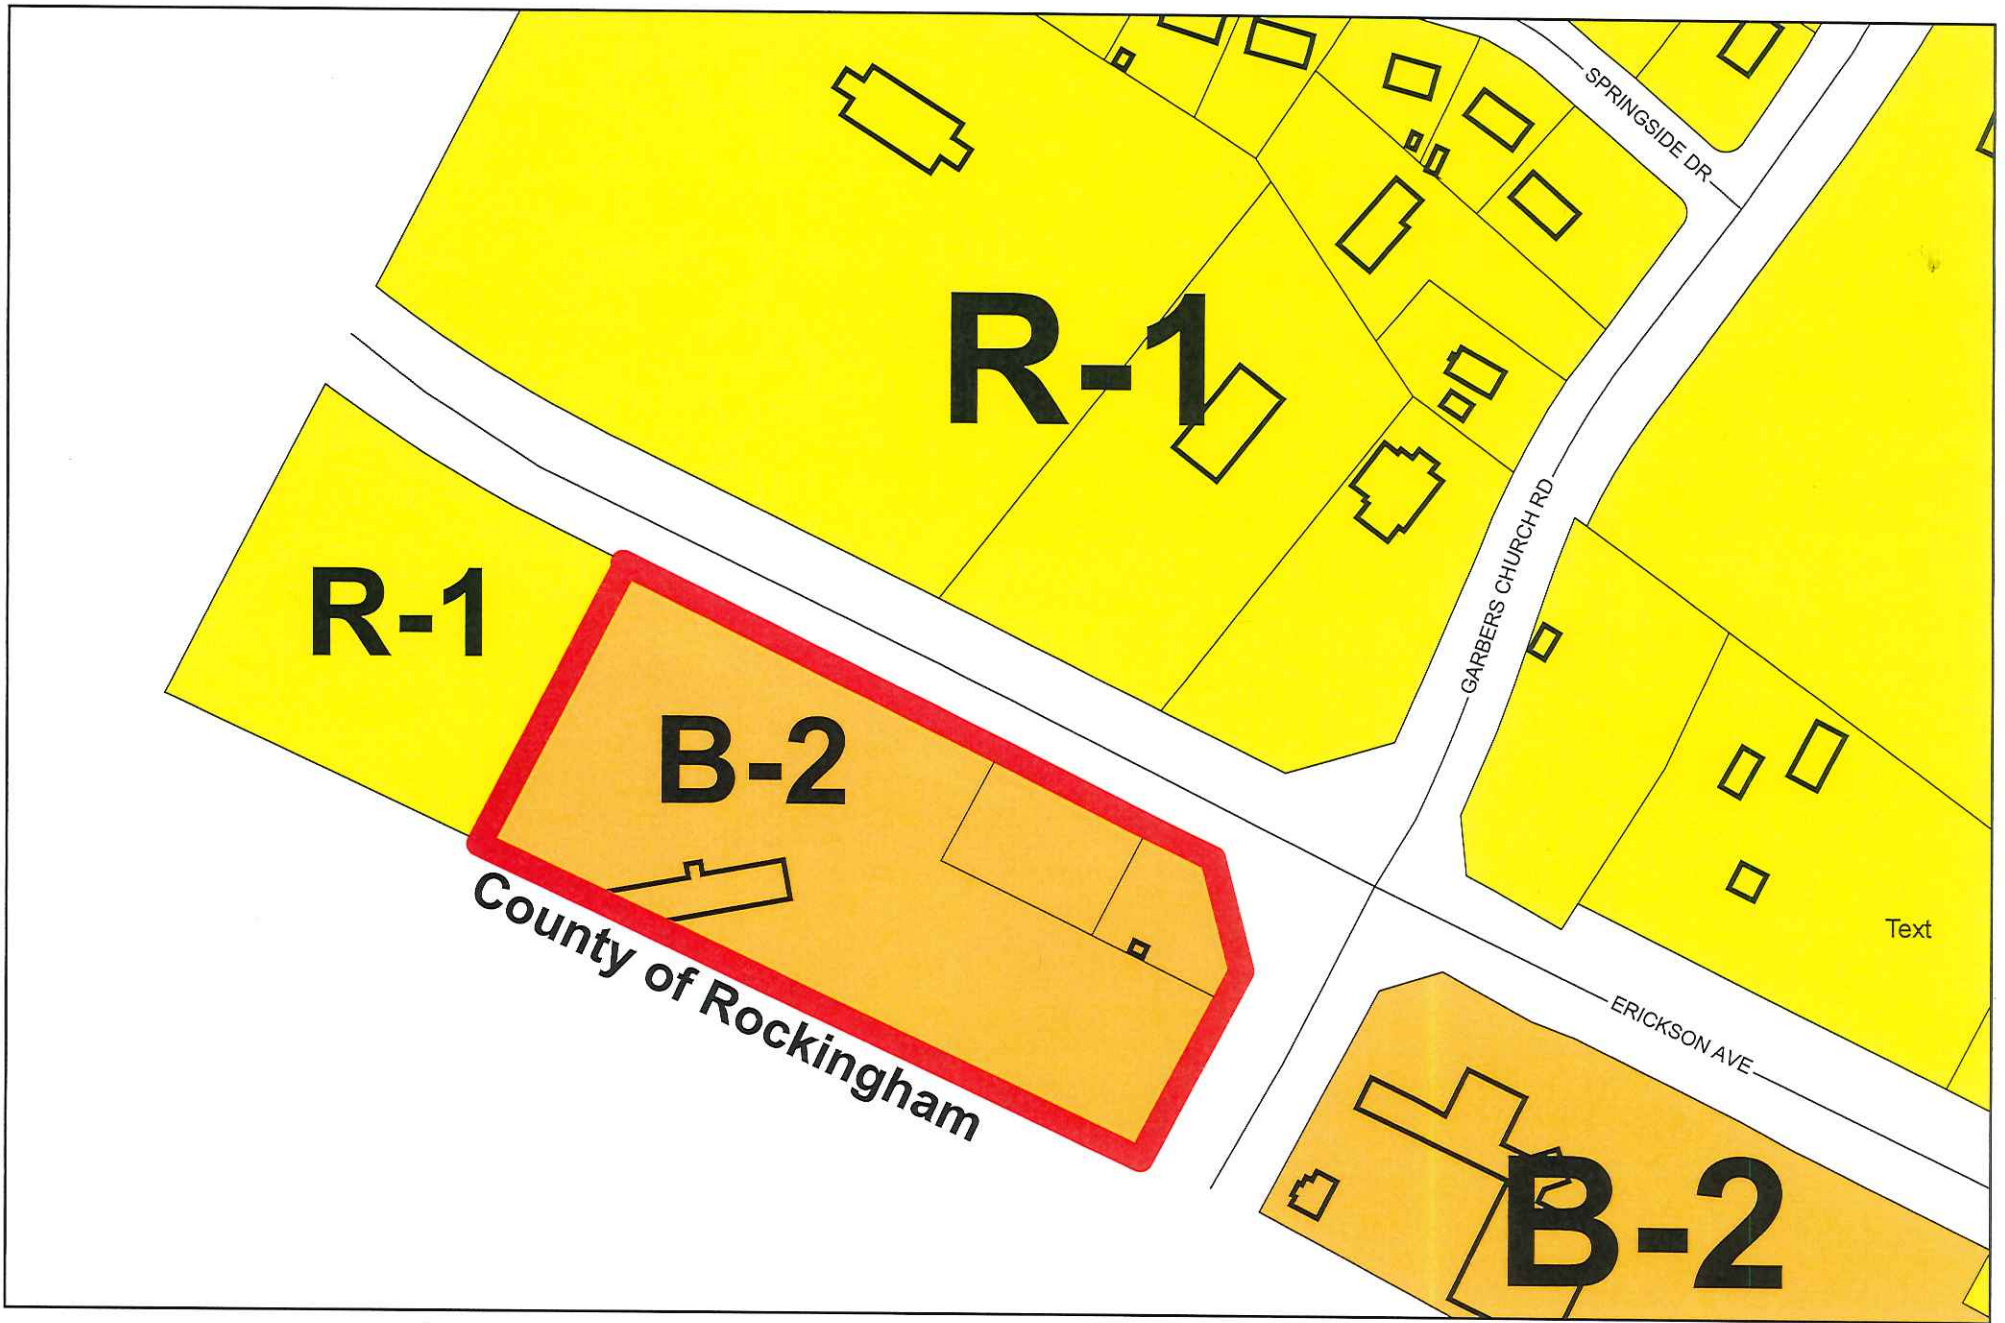 SPRINGSIDE DR
R-1
GARBERS CHURCH RD
R-1
B-2
County of Rockingham
Text
ERICKSON AVE
B-2